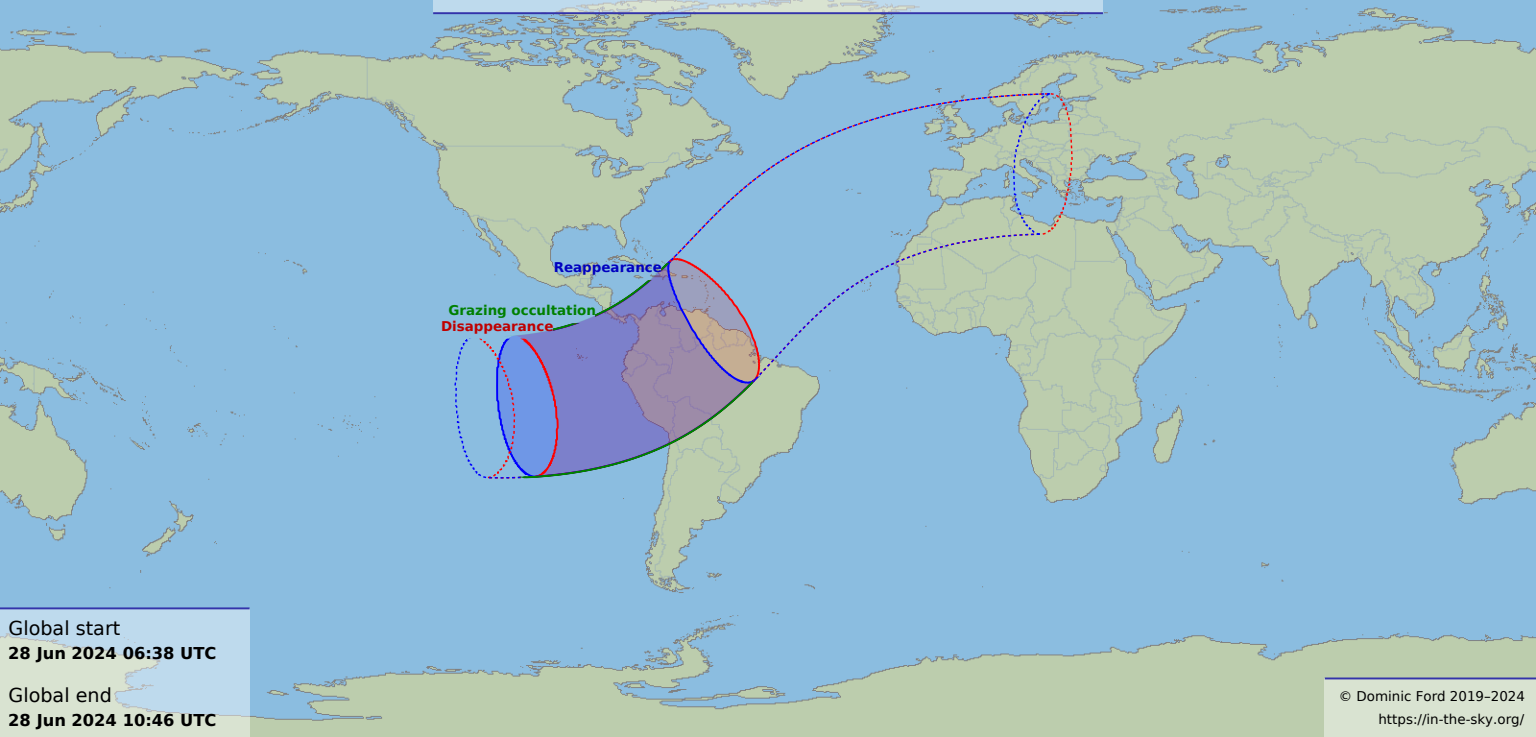 Reappearance
Grazing occultation
Disappearance
Global start
28 Jun 2024 06:38 UTC
Global end
28 Jun 2024 10:46 UTC
© Dominic Ford 2019–2024
https://in-the-sky.org/